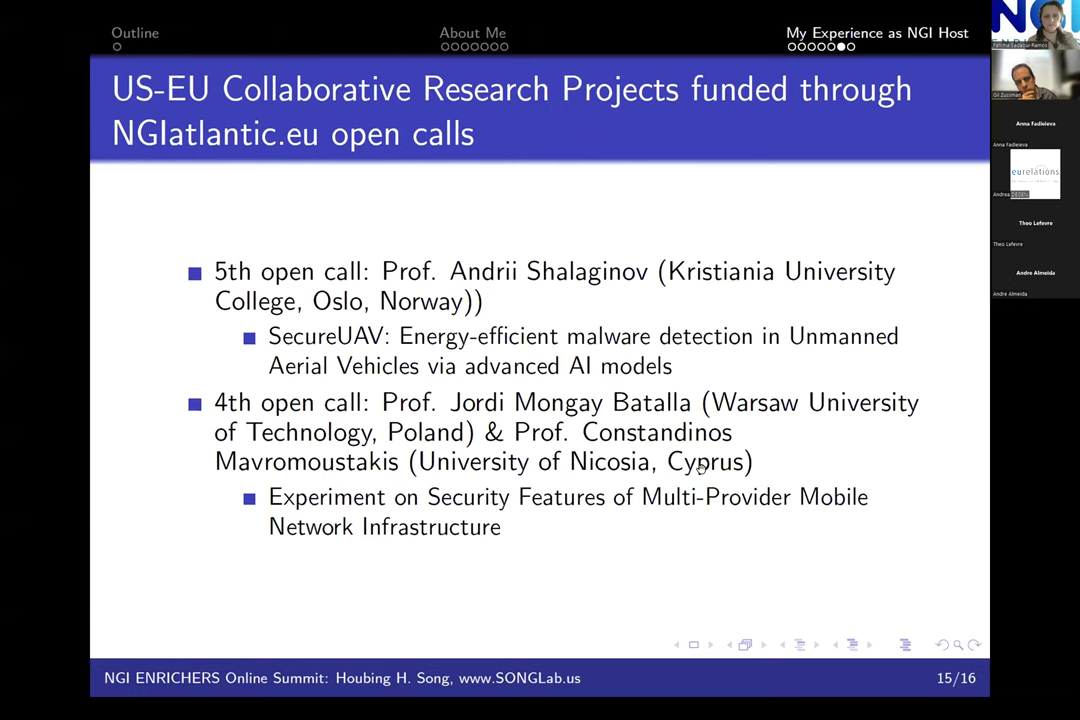 Outline
About Me
My Experience as NGI Host
US-EU Collaborative Research Projects funded through
NGIatlantic.eu open calls
5th open call: Prof. Andrii Shalaginov (Kristiania University
College, Oslo, Norway))
SecureUAV: Energy-efficient malware detection in Unmanned
Aerial Vehicles via advanced AI models
4th open call: Prof. Jordi Mongay Batalla (Warsaw University
of Technology, Poland) & Prof. Constandinos
Mavromoustakis (University of Nicosia, Cyprus)
Experiment on Security Features of Multi-Provider Mobile
Network Infrastructure
NGI ENRICHERS Online Summit: Houbing H. Song, www.SONGLab.us
15/16
NGI
Gil Zussman
Anna Fadieieva
Anna Fadieieva
eurelations
Andrea
Theo Lefevre
Theo Lefevre
Andre Almeida
Andre Almeida